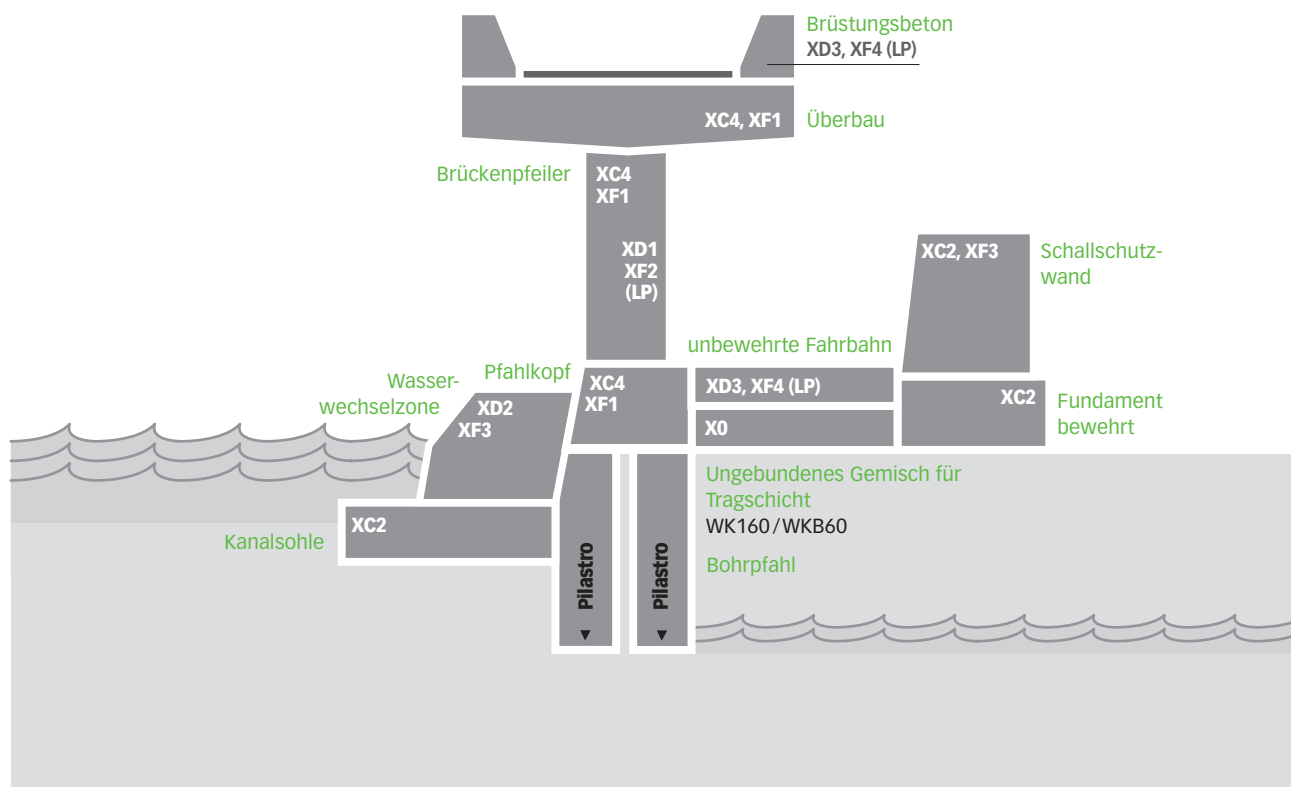 Brüstungsbeton
XD3, XF4 (LP)
XC4, XF1
Überbau
Brückenpfeiler
XC4
XF1
XD1
XF2
(LP)
XC2, XF3
Schallschutz-
wand
unbewehrte Fahrbahn
Pfahlkopf
Wasser-
wechselzone
XD2
XF3
XC4
XF1
XD3, XF4 (LP)
X0
XC2
Fundament
bewehrt
Ungebundenes Gemisch für
Tragschicht
WK160/WKB60
Bohrpfahl
XC2
Kanalsohle
Pilastro
Pilastro